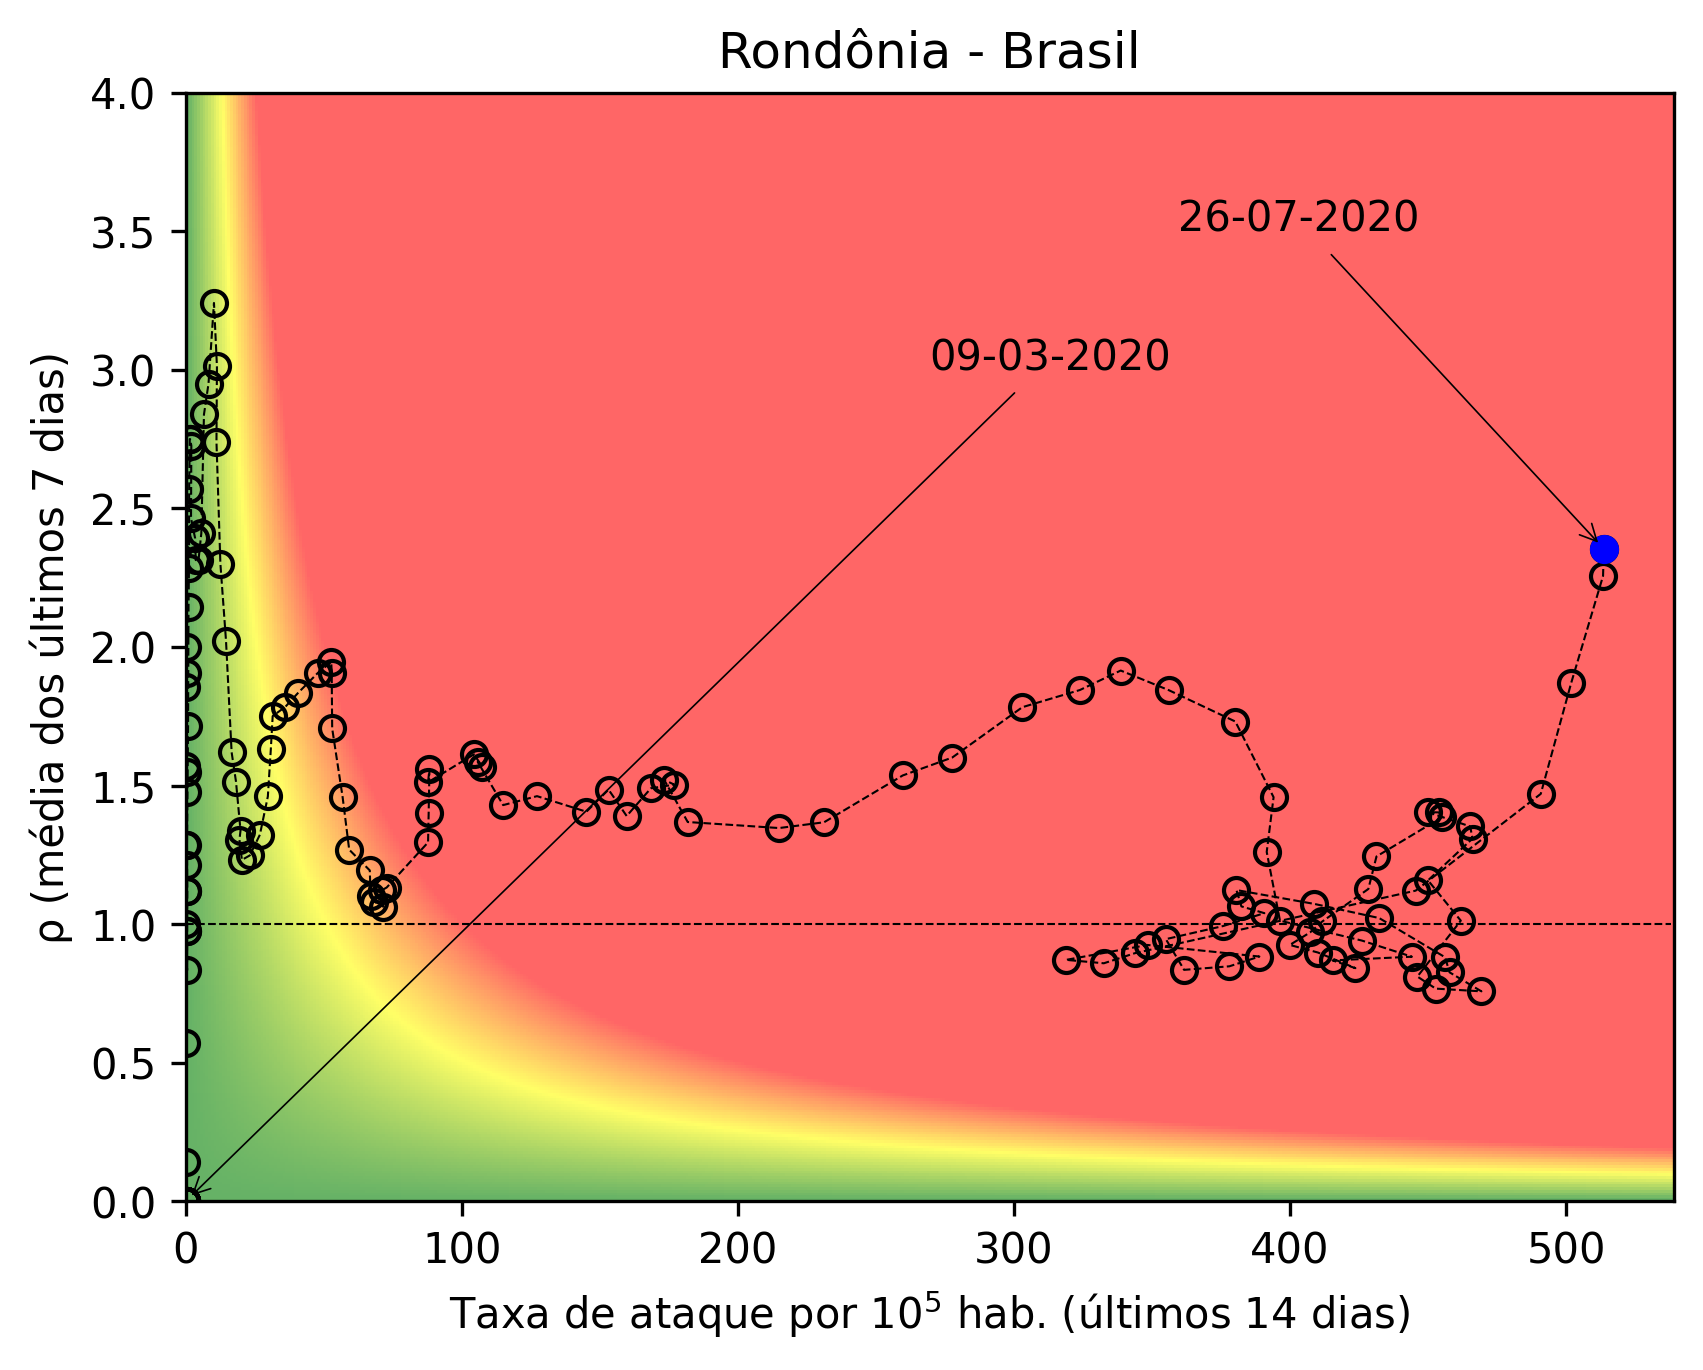 Rondônia - Brasil
4.0
3.5
3.0
2.5
2.0
1.5
1.0
0.5
0.0
ρ (média dos últimos 7 dias)
26-07-2020
09-03-2020
0 100 200 300 400 500
Taxa de ataque por 10⁵ hab. (últimos 14 dias)